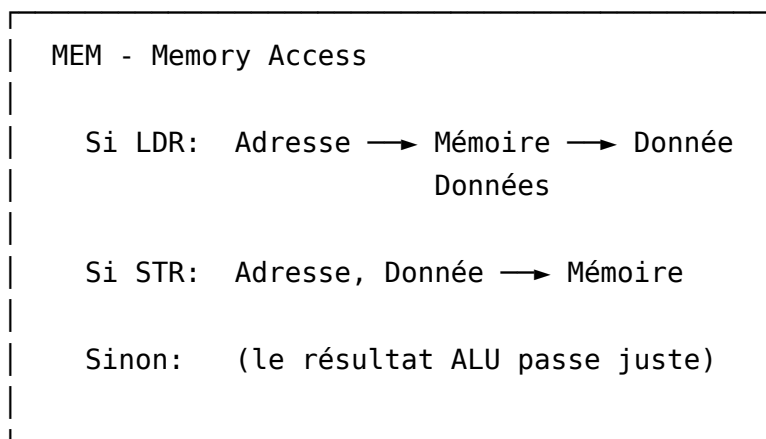 MEM - Memory Access
Si LDR: Adresse ──► Mémoire ──► Donnée
Données
Si STR: Adresse, Donnée ──► Mémoire
Sinon: (le résultat ALU passe juste)